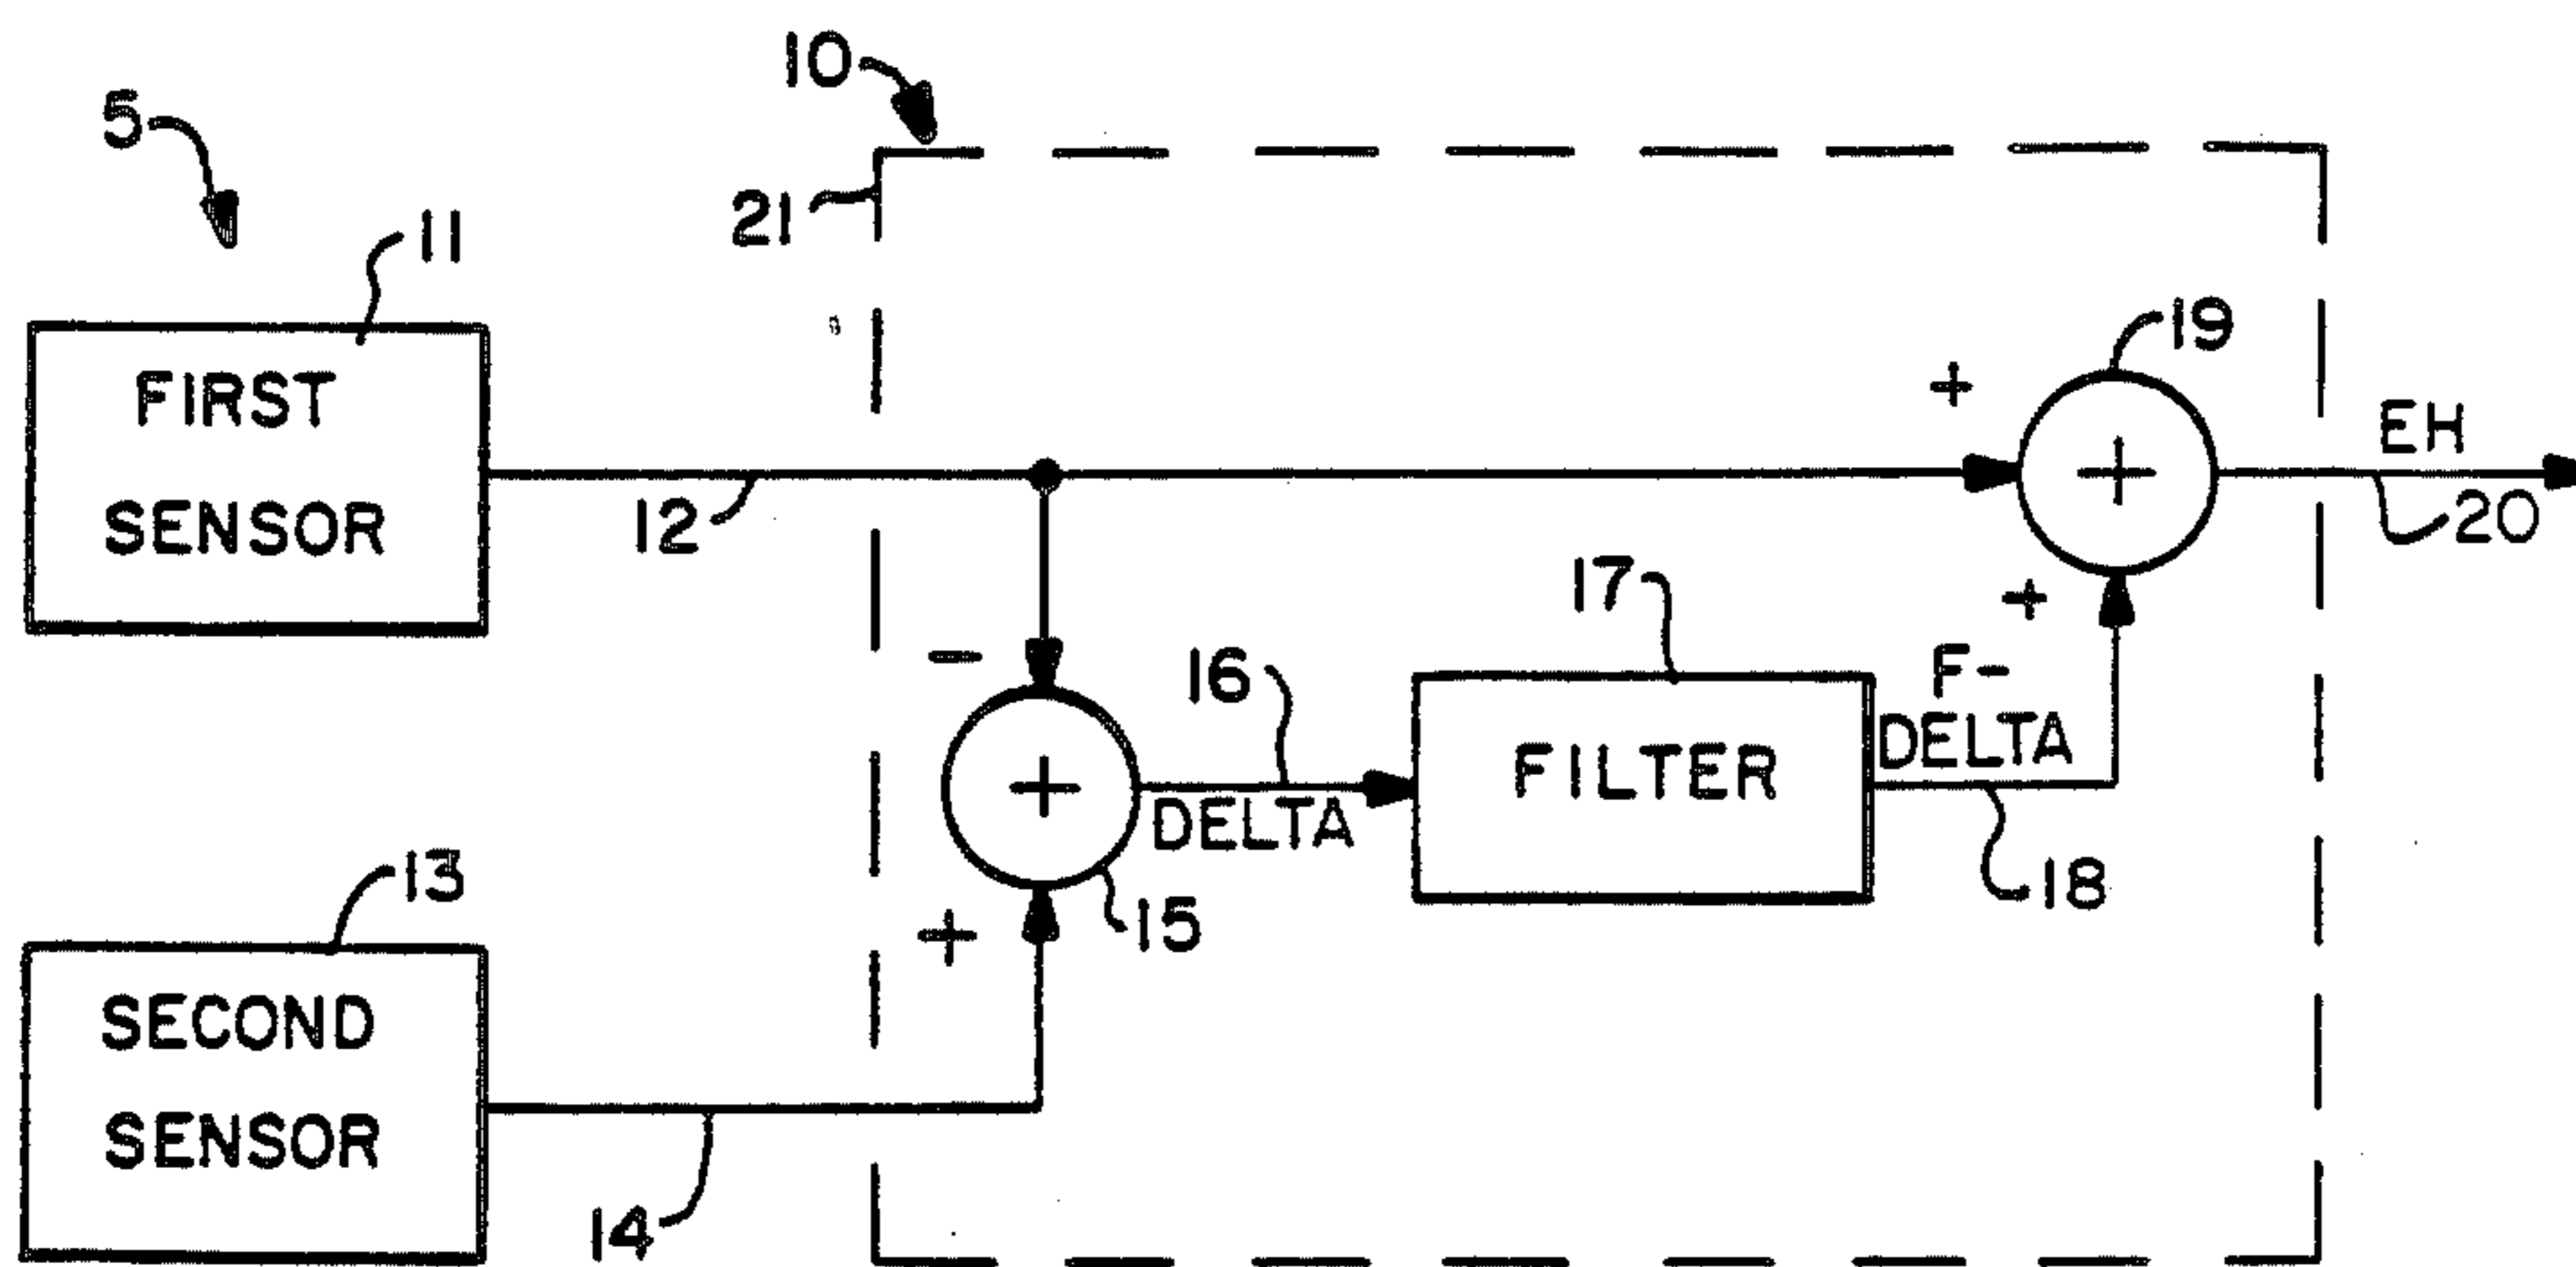 10
5
21
11
FIRST
SENSOR
12
+
19
EH
20
17
+
-
16
F-
DELTA
FILTER
+
+
DELTA
18
13
+
15
SECOND
SENSOR
14